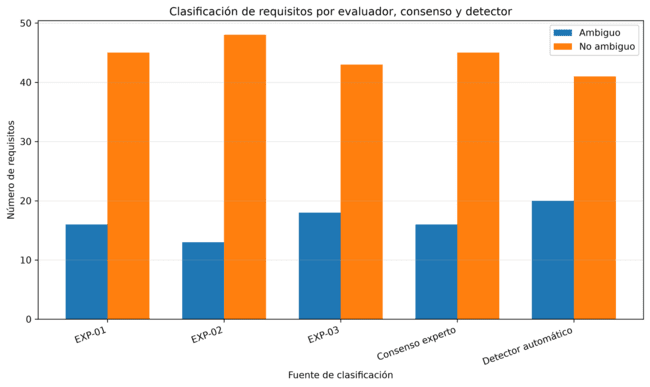 Clasificación de requisitos por evaluador, consenso y detector
Ambiguo
No ambiguo
Número de requisitos
50
40
30
20
10
0
EXP-01
EXP-02
EXP-03
Consenso experto
Detector automático
Fuente de clasificación